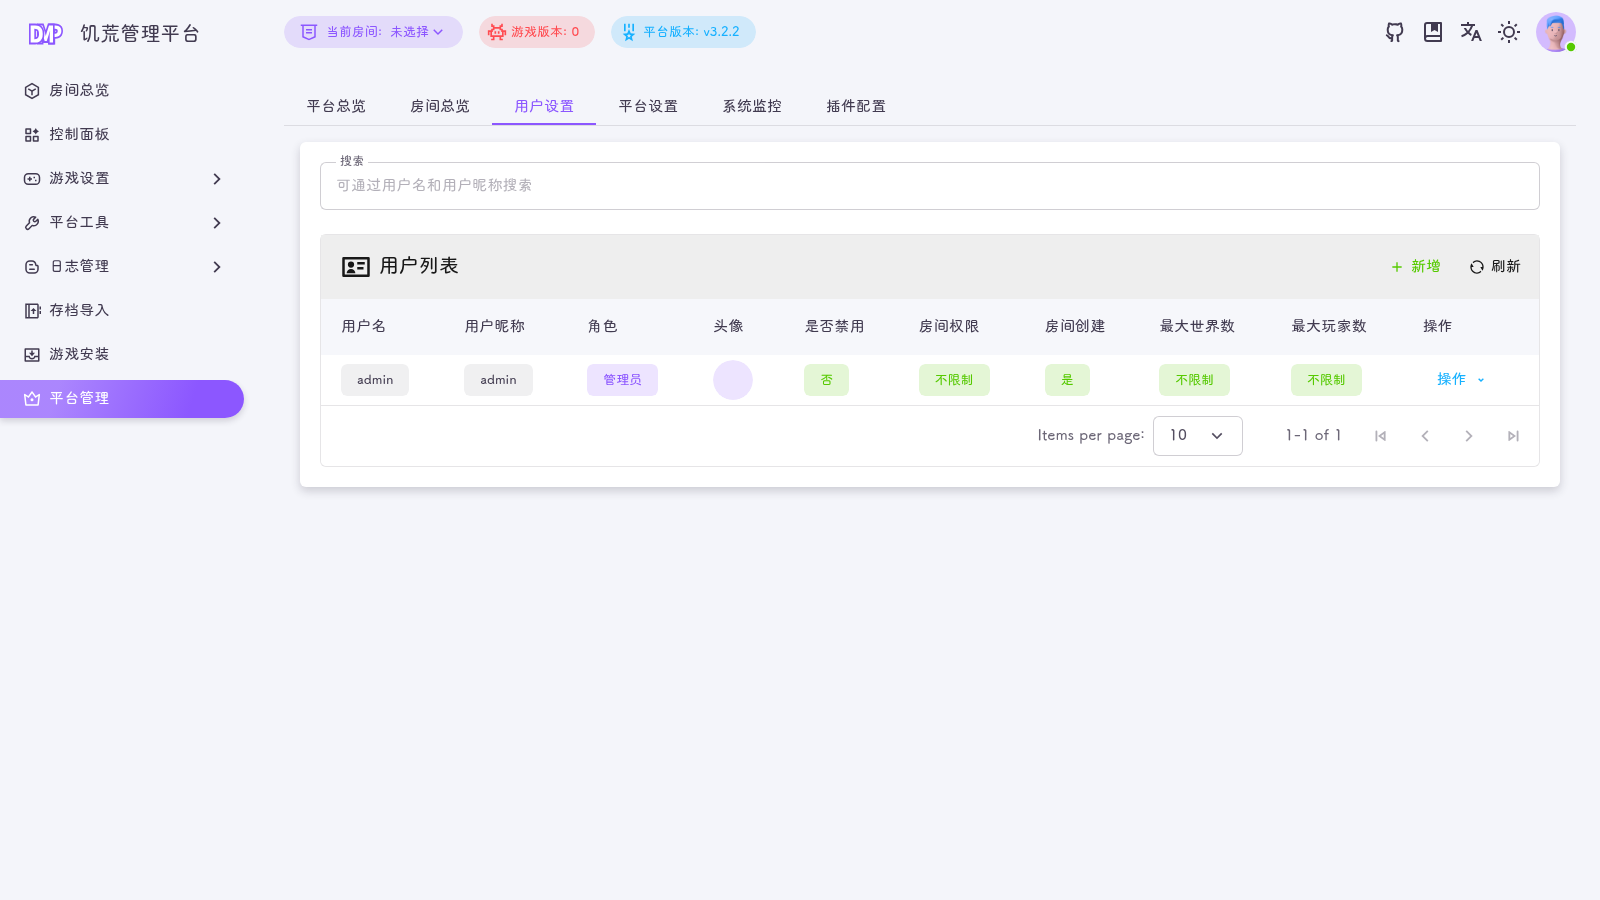 DMP 饥荒管理平台
当前房间: 未选择
游戏版本: 0
平台版本: v3.2.2
房间总览
控制面板
游戏设置
平台工具
日志管理
存档导入
游戏安装
平台管理
平台总览 房间总览 用户设置 平台设置 系统监控 插件配置
搜索
可通过用户名和用户昵称搜索
用户列表
新增 刷新
用户名 用户昵称 角色 头像 是否禁用 房间权限 房间创建 最大世界数 最大玩家数 操作
admin admin 管理员 否 不限制 是 不限制 不限制 操作
Items per page: 10 1-1 of 1